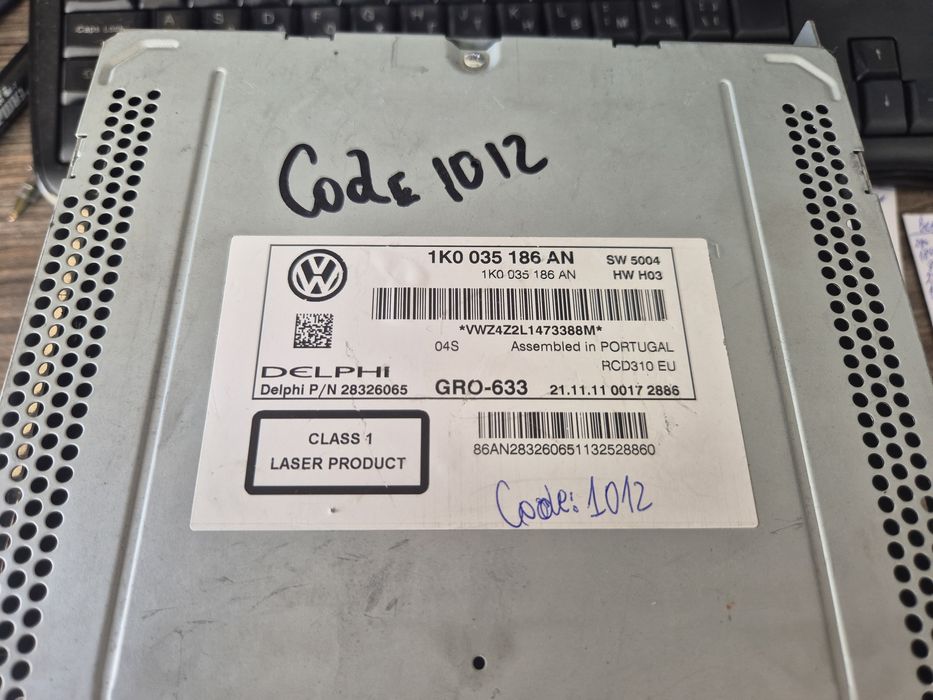 Caps Lock
A
S
D
F
Code 1012
1K0 035 186 AN
SW 5004
1K0 035 186 AN
HW H03
*VWZ4Z2L1473388M*
04S
Assembled in PORTUGAL
RCD310 EU
DELPHI
Delphi P/N 28326065
GRO-633
21.11.11 0017 2886
CLASS 1
LASER PRODUCT
86AN283260651132528860
Code: 1012